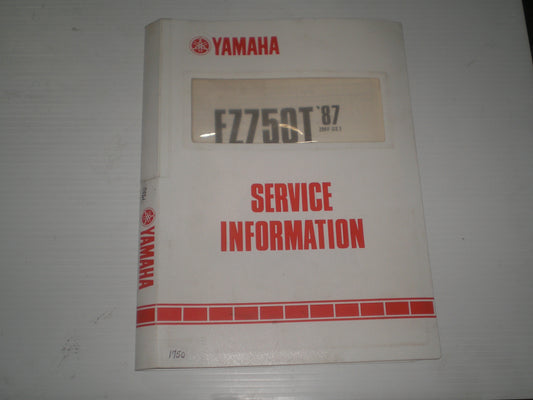 YAMAHA
FZ750T '87
SERVICE
INFORMATION
YAMAHA
1750